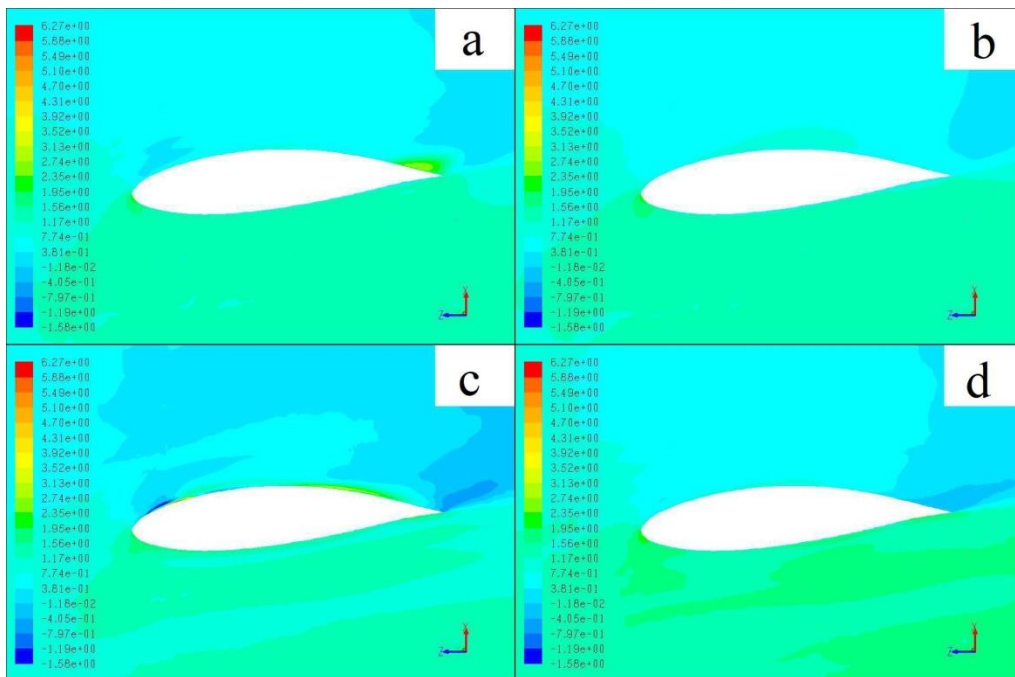 a
6.27e+00
5.88e+00
5.49e+00
5.10e+00
4.70e+00
4.31e+00
3.92e+00
3.52e+00
3.13e+00
2.74e+00
2.35e+00
1.95e+00
1.56e+00
1.17e+00
7.74e-01
3.81e-01
-1.18e-02
-4.05e-01
-7.97e-01
-1.19e+00
-1.58e+00
Z
b
6.27e+00
5.88e+00
5.49e+00
5.10e+00
4.70e+00
4.31e+00
3.92e+00
3.52e+00
3.13e+00
2.74e+00
2.35e+00
1.95e+00
1.56e+00
1.17e+00
7.74e-01
3.81e-01
-1.18e-02
-4.05e-01
-7.97e-01
-1.19e+00
-1.58e+00
Z
c
6.27e+00
5.88e+00
5.49e+00
5.10e+00
4.70e+00
4.31e+00
3.92e+00
3.52e+00
3.13e+00
2.74e+00
2.35e+00
1.95e+00
1.56e+00
1.17e+00
7.74e-01
3.81e-01
-1.18e-02
-4.05e-01
-7.97e-01
-1.19e+00
-1.58e+00
Z
d
6.27e+00
5.88e+00
5.49e+00
5.10e+00
4.70e+00
4.31e+00
3.92e+00
3.52e+00
3.13e+00
2.74e+00
2.35e+00
1.95e+00
1.56e+00
1.17e+00
7.74e-01
3.81e-01
-1.18e-02
-4.05e-01
-7.97e-01
-1.19e+00
-1.58e+00
Z